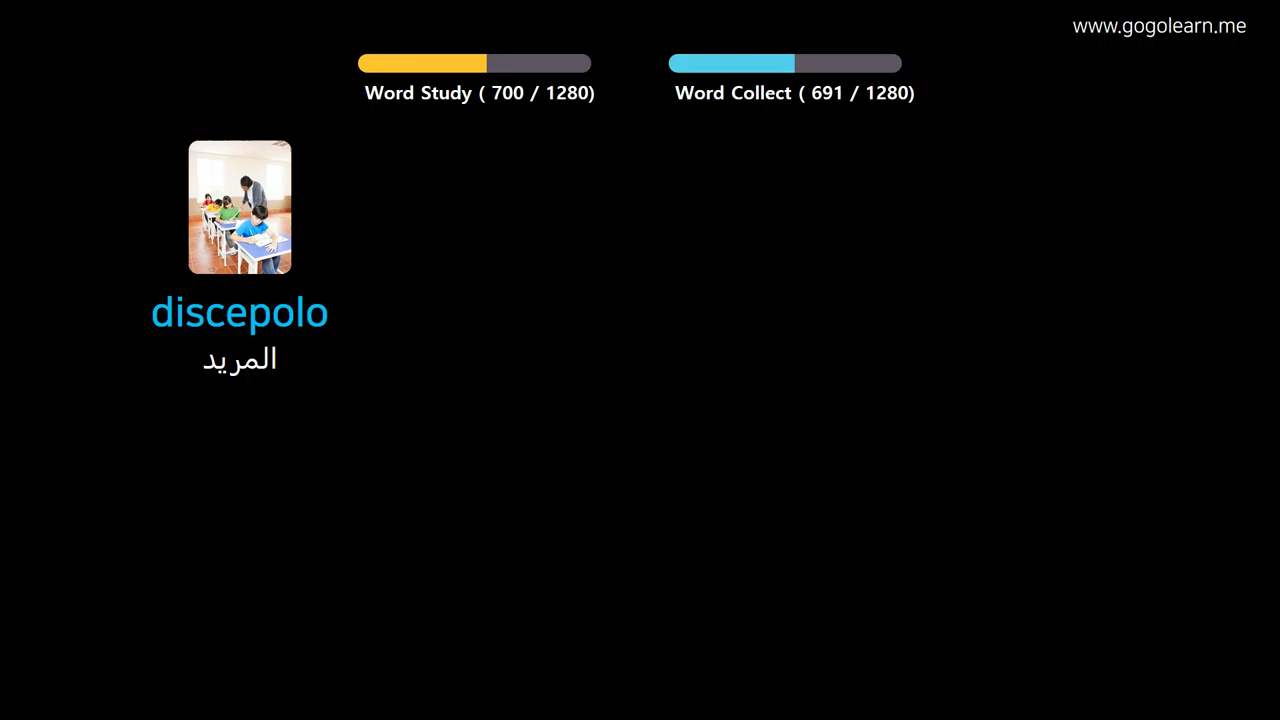 www.gogolearn.me
Word Study ( 700 / 1280)
Word Collect ( 691 / 1280)
discepolo
المريد